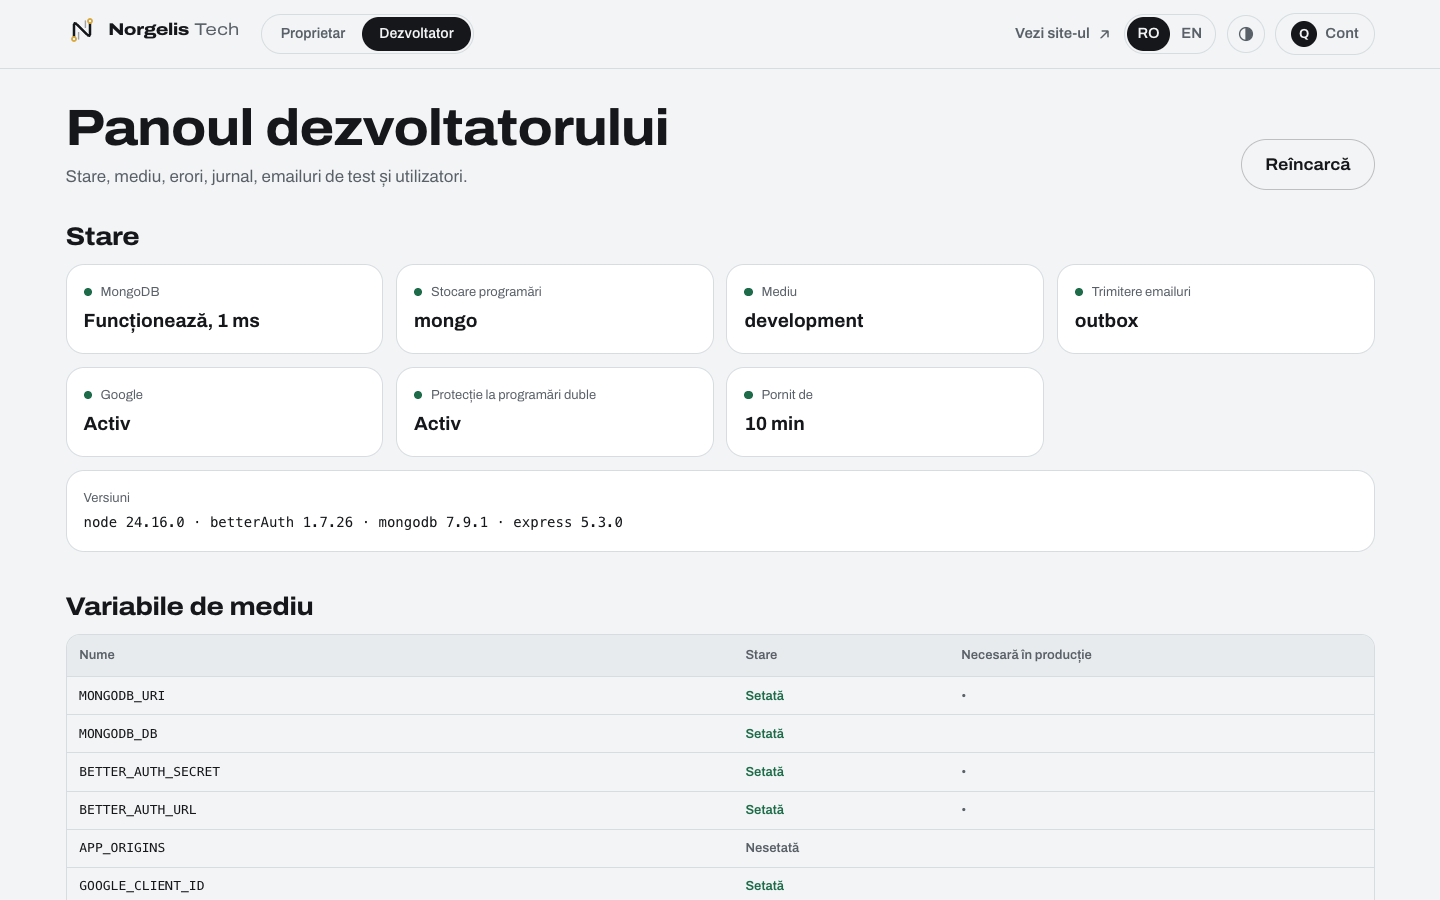 Norgelis Tech
Proprietar
Dezvoltator
Vezi site-ul ↗
RO
EN
Q
Cont
Panoul dezvoltatorului
Stare, mediu, erori, jurnal, emailuri de test și utilizatori.
Reîncarcă
Stare
MongoDB
Funcționează, 1 ms
Stocare programări
mongo
Mediu
development
Trimitere emailuri
outbox
Google
Activ
Protecție la programări duble
Activ
Pornit de
10 min
Versiuni
node 24.16.0 · betterAuth 1.7.26 · mongodb 7.9.1 · express 5.3.0
Variabile de mediu
Nume Stare Necesară în producție
MONGODB_URI Setată •
MONGODB_DB Setată
BETTER_AUTH_SECRET Setată •
BETTER_AUTH_URL Setată •
APP_ORIGINS Nesetată
GOOGLE_CLIENT_ID Setată